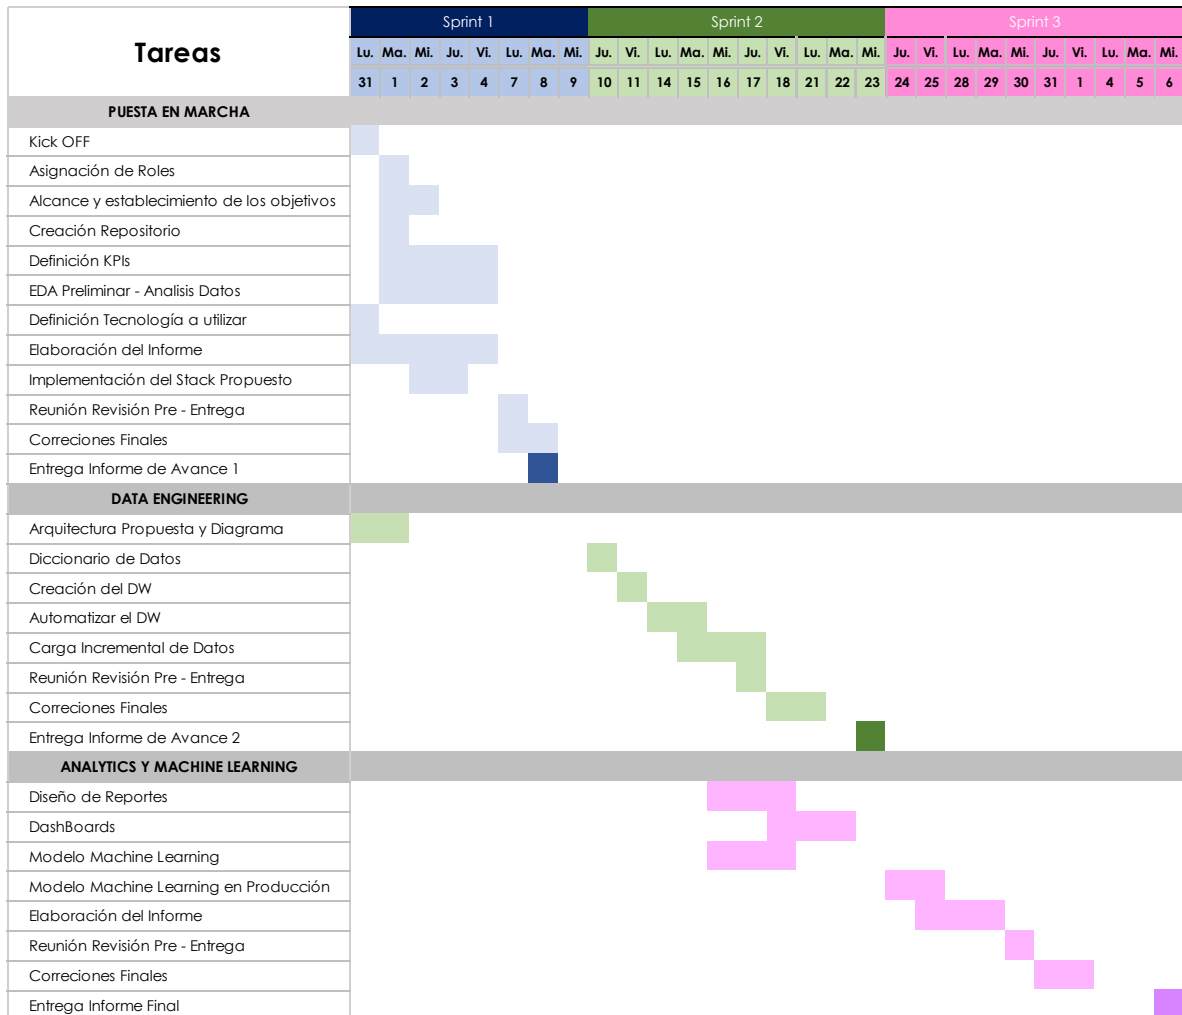 Sprint 1 Sprint 2 Sprint 3
Tareas
Lu. Ma. Mi. Ju. Vi. Lu. Ma. Mi. Ju. Vi. Lu. Ma. Mi. Ju. Vi. Lu. Ma. Mi. Ju. Vi. Lu. Ma. Mi. Ju. Vi. Lu. Ma. Mi.
31 1 2 3 4 7 8 9 10 11 14 15 16 17 18 21 22 23 24 25 28 29 30 31 1 4 5 6
PUESTA EN MARCHA
Kick OFF
Asignación de Roles
Alcance y establecimiento de los objetivos
Creación Repositorio
Definición KPIs
EDA Preliminar - Analisis Datos
Definición Tecnología a utilizar
Elaboración del Informe
Implementación del Stack Propuesto
Reunión Revisión Pre - Entrega
Correciones Finales
Entrega Informe de Avance 1
DATA ENGINEERING
Arquitectura Propuesta y Diagrama
Diccionario de Datos
Creación del DW
Automatizar el DW
Carga Incremental de Datos
Reunión Revisión Pre - Entrega
Correciones Finales
Entrega Informe de Avance 2
ANALYTICS Y MACHINE LEARNING
Diseño de Reportes
DashBoards
Modelo Machine Learning
Modelo Machine Learning en Producción
Elaboración del Informe
Reunión Revisión Pre - Entrega
Correciones Finales
Entrega Informe Final